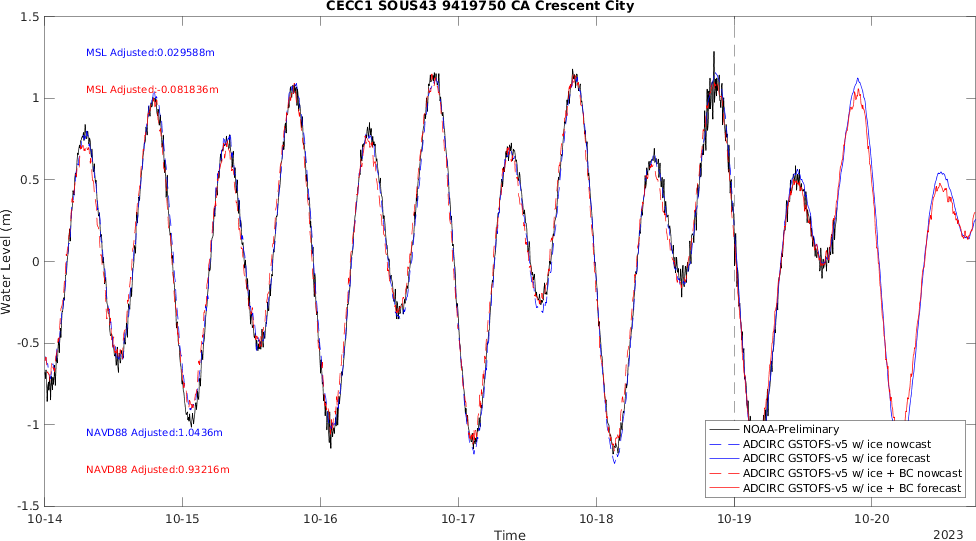 CECC1 SOUS43 9419750 CA Crescent City
1.5
MSL Adjusted:0.029588m
MSL Adjusted:-0.081836m
1
0.5
Water Level (m)
0
-0.5
-1
NAVD88 Adjusted:1.0436m
NAVD88 Adjusted:0.93216m
NOAA-Preliminary
ADCIRC GSTOFS-v5 w/ ice nowcast
ADCIRC GSTOFS-v5 w/ ice forecast
ADCIRC GSTOFS-v5 w/ ice + BC nowcast
ADCIRC GSTOFS-v5 w/ ice + BC forecast
-1.5
10-14 10-15 10-16 10-17 10-18 10-19 10-20
Time
2023